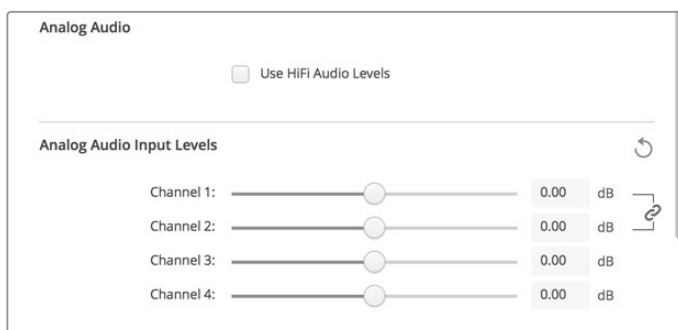 Analog Audio
Use HiFi Audio Levels
Analog Audio Input Levels
Channel 1: 0.00 dB
Channel 2: 0.00 dB
Channel 3: 0.00 dB
Channel 4: 0.00 dB